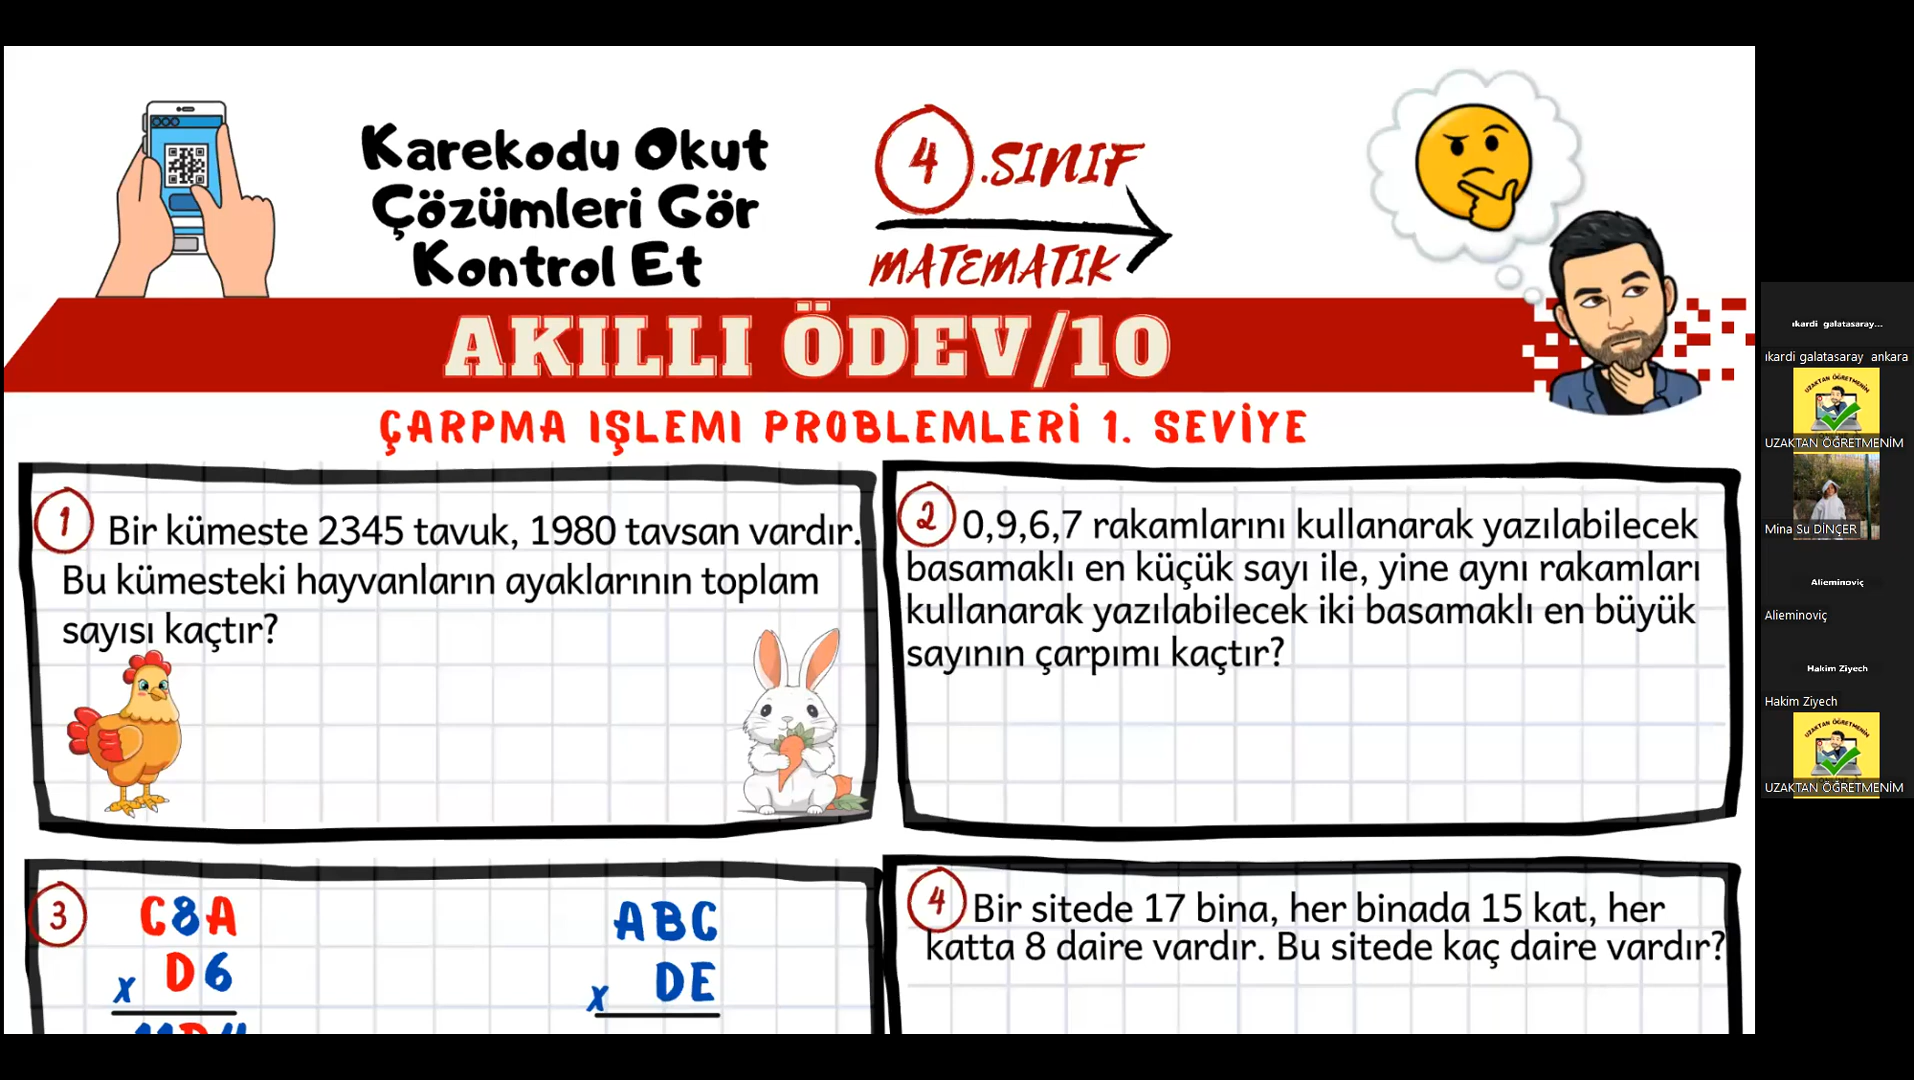 Karekodu Okut
Çözümleri Gör
Kontrol Et
4 .SINIF
MATEMATIK
AKILLI ÖDEV/10
ÇARPMA IŞLEMI PROBLEMLERİ 1. SEVİYE
1 Bir kümeste 2345 tavuk, 1980 tavsan vardır.
Bu kümesteki hayvanların ayaklarının toplam
sayısı kaçtır?
2 0,9,6,7 rakamlarını kullanarak yazılabilecek
basamaklı en küçük sayı ile, yine aynı rakamları
kullanarak yazılabilecek iki basamaklı en büyük
sayının çarpımı kaçtır?
3 C8A
x D6
ABC
x DE
4 Bir sitede 17 bina, her binada 15 kat, her
katta 8 daire vardır. Bu sitede kaç daire vardır?
ıkardi galatasaray...
ıkardi galatasaray ankara
UZAKTAN ÖĞRETMENİM
UZAKTAN ÖĞRETMENİM
Mina Su DİNÇER
Alieminoviç
Alieminoviç
Hakim Ziyech
Hakim Ziyech
UZAKTAN ÖĞRETMENİM
UZAKTAN ÖĞRETMENİM